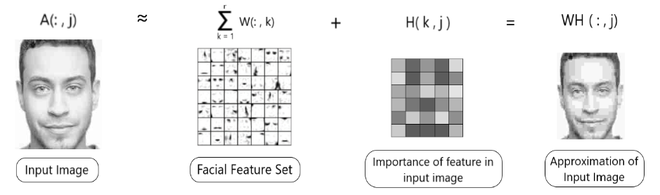 A(: , j) ≈ r ∑ k = 1 W(: , k) + H( k , j ) = WH ( : , j)
Input Image
Facial Feature Set
Importance of feature in
input image
Approximation of
Input Image